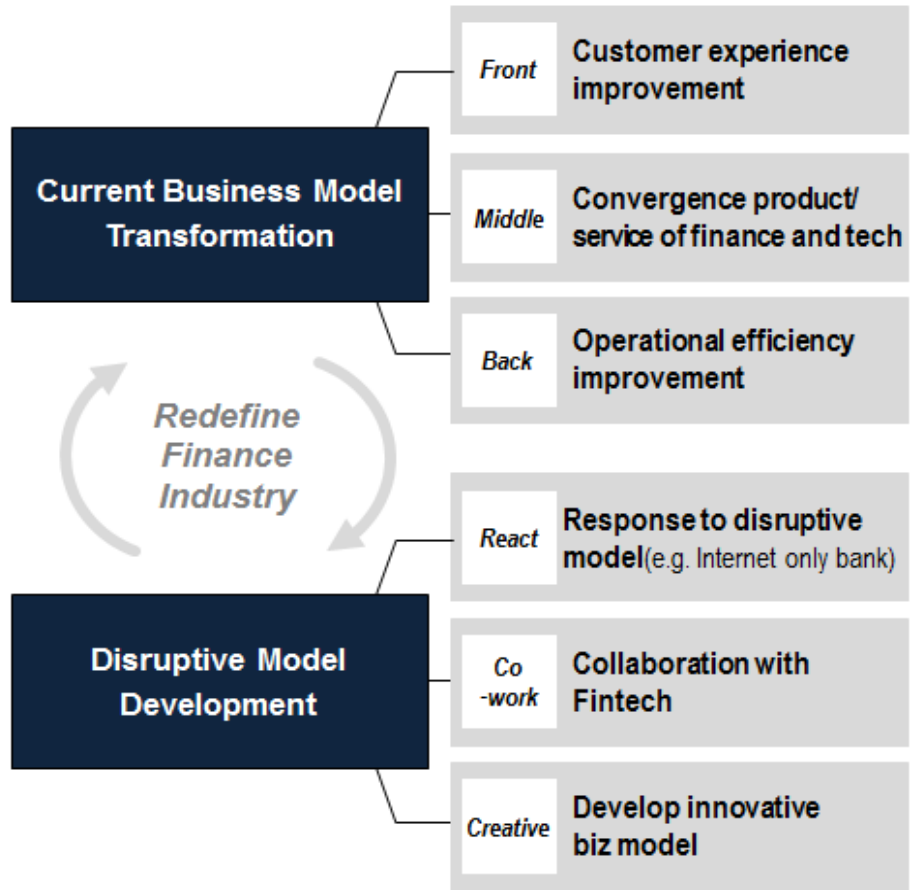 Front
Customer experience
improvement
Current Business Model
Transformation
Middle
Convergence product/
service of finance and tech
Back
Operational efficiency
improvement
Redefine
Finance
Industry
React
Response to disruptive
model(e.g. Internet only bank)
Disruptive Model
Development
Co
-work
Collaboration with
Fintech
Creative
Develop innovative
biz model